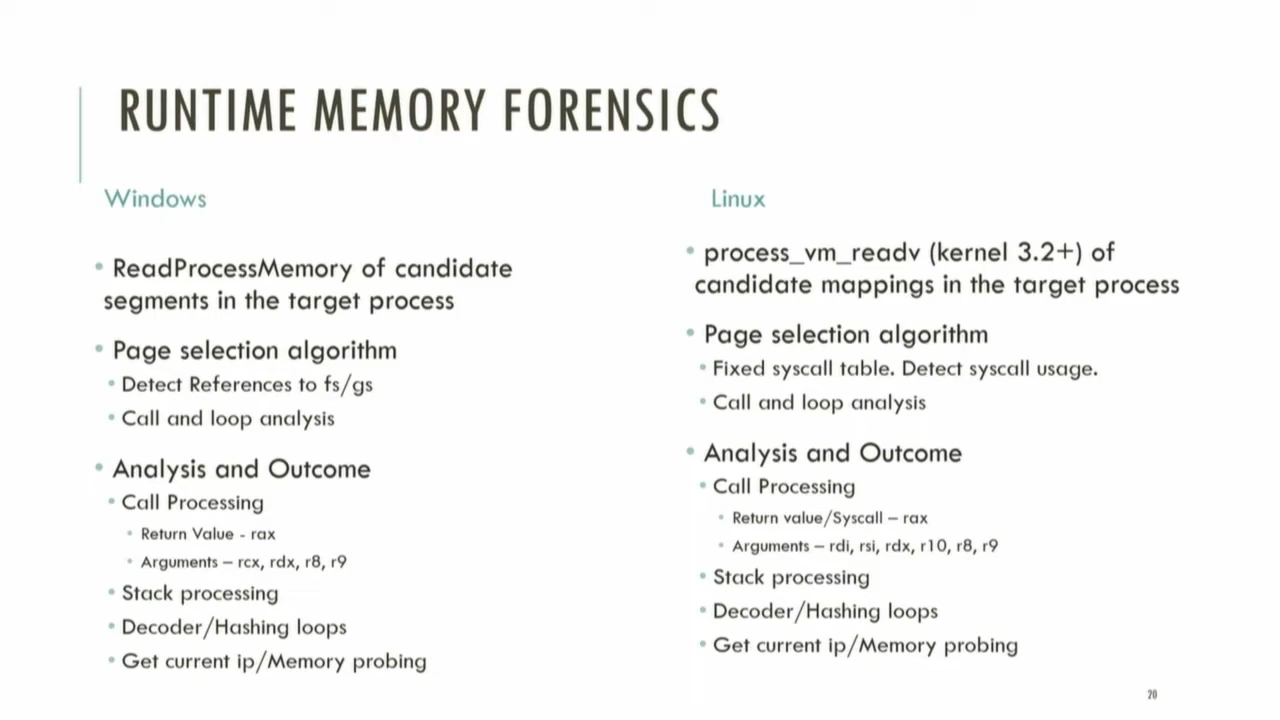 RUNTIME MEMORY FORENSICS
Windows
• ReadProcessMemory of candidate
segments in the target process
• Page selection algorithm
• Detect References to fs/gs
• Call and loop analysis
• Analysis and Outcome
• Call Processing
• Return Value - rax
• Arguments – rcx, rdx, r8, r9
• Stack processing
• Decoder/Hashing loops
• Get current ip/Memory probing
Linux
• process_vm_readv (kernel 3.2+) of
candidate mappings in the target process
• Page selection algorithm
• Fixed syscall table. Detect syscall usage.
• Call and loop analysis
• Analysis and Outcome
• Call Processing
• Return value/Syscall – rax
• Arguments – rdi, rsi, rdx, r10, r8, r9
• Stack processing
• Decoder/Hashing loops
• Get current ip/Memory probing
20